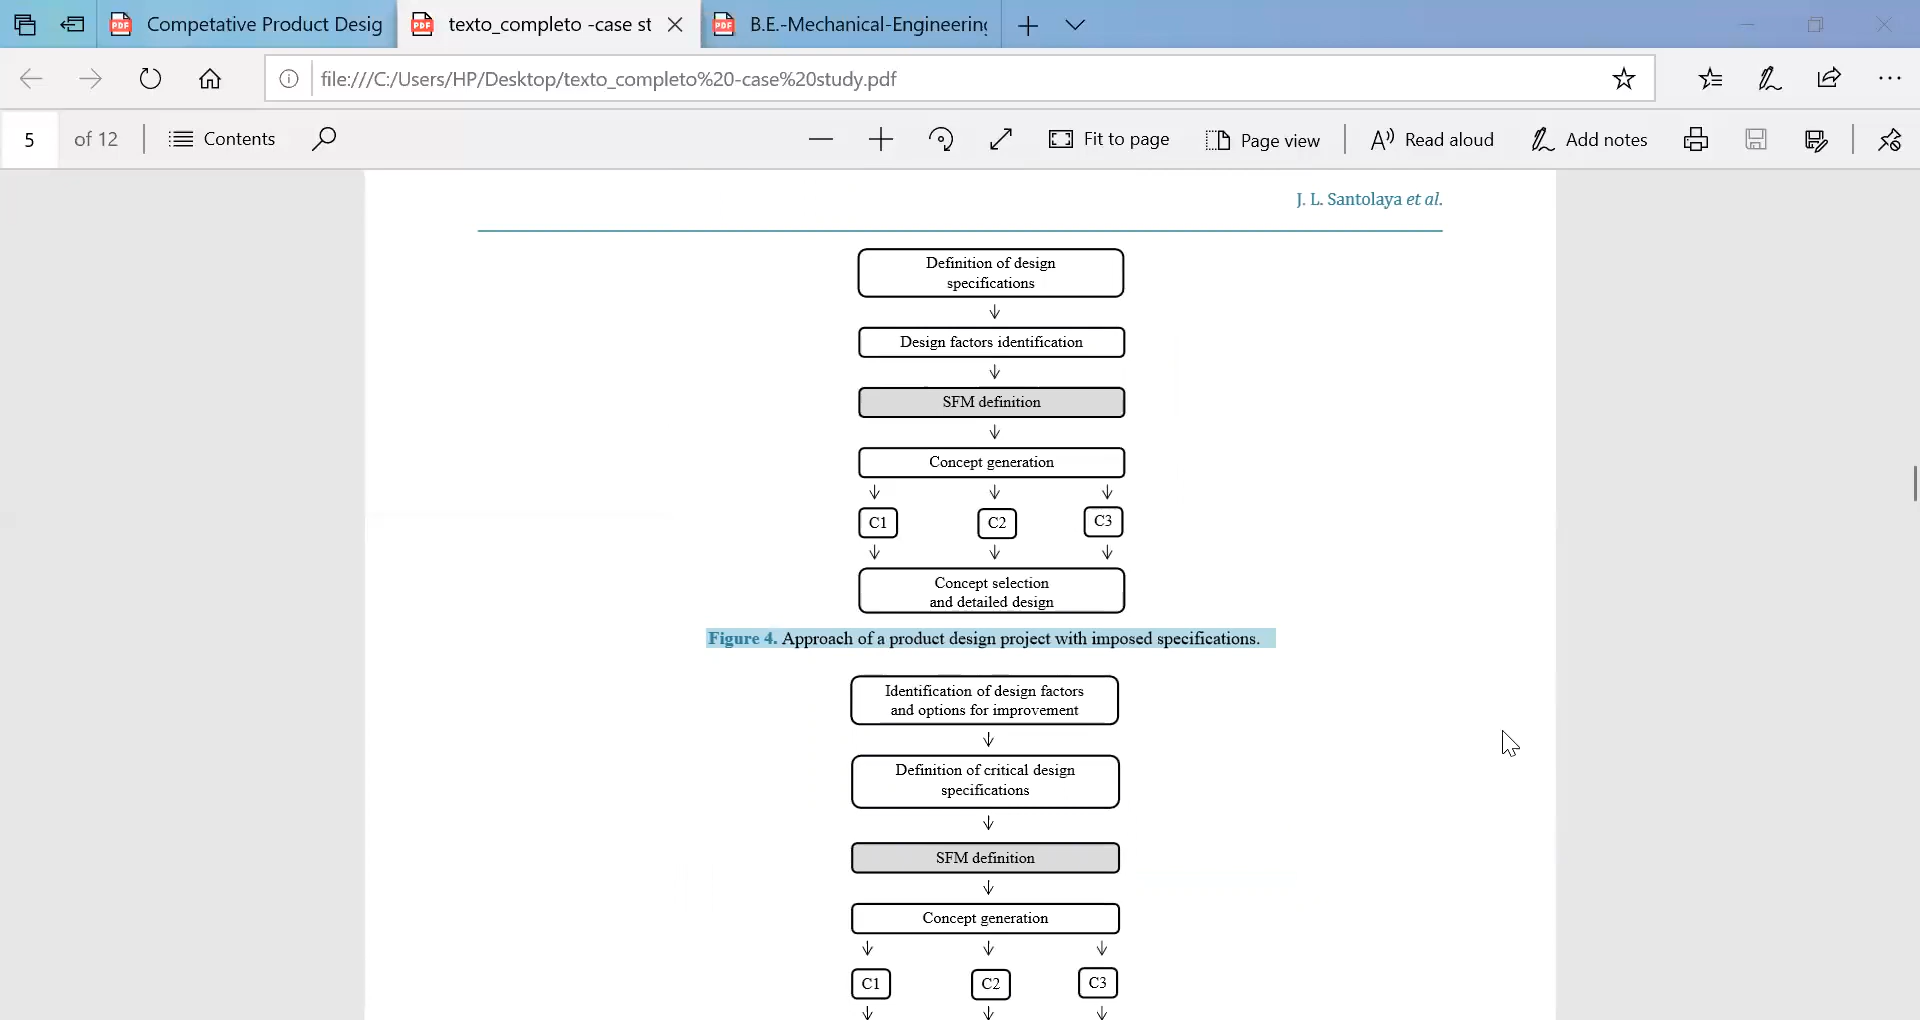 Competative Product Desig
texto_completo -case st
B.E.-Mechanical-Engineering
file:///C:/Users/HP/Desktop/texto_completo%20-case%20study.pdf
5 of 12 Contents Fit to page Page view Read aloud Add notes
J. L. Santolaya et al.
Definition of design
specifications
Design factors identification
SFM definition
Concept generation
C1 C2 C3
Concept selection
and detailed design
Figure 4. Approach of a product design project with imposed specifications.
Identification of design factors
and options for improvement
Definition of critical design
specifications
SFM definition
Concept generation
C1 C2 C3